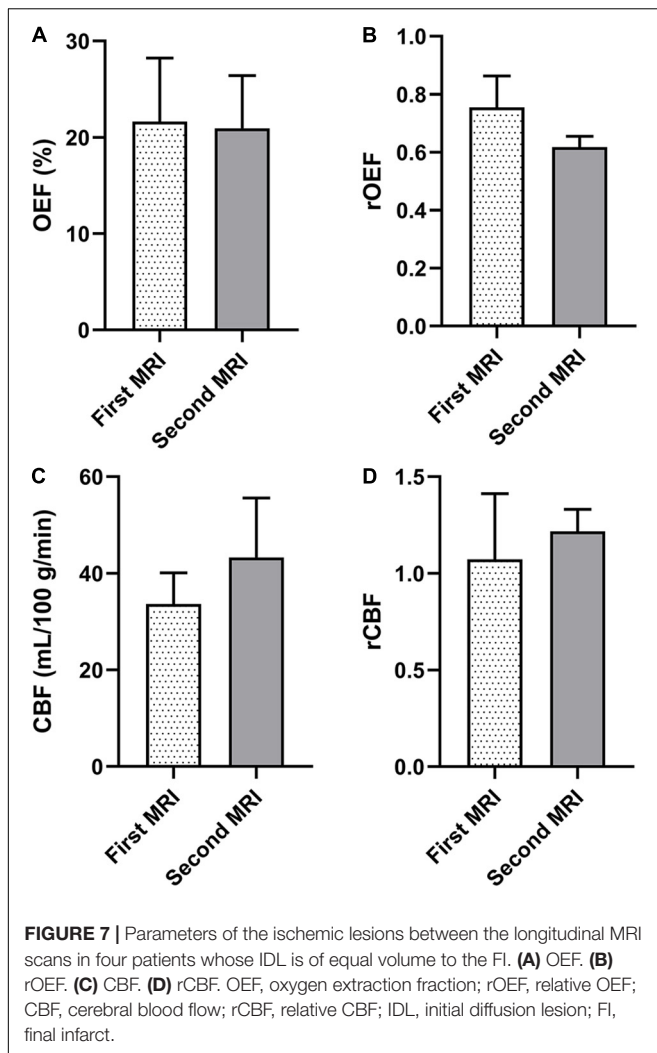 A
B
30
20
10
0
OEF (%)
First MRI
Second MRI
1.0
0.8
0.6
0.4
0.2
0.0
rOEF
First MRI
Second MRI
C
D
60
40
20
0
CBF (mL/100 g/min)
First MRI
Second MRI
1.5
1.0
0.5
0.0
rCBF
First MRI
Second MRI
FIGURE 7 | Parameters of the ischemic lesions between the longitudinal MRI
scans in four patients whose IDL is of equal volume to the FI. (A) OEF. (B)
rOEF. (C) CBF. (D) rCBF. OEF, oxygen extraction fraction; rOEF, relative OEF;
CBF, cerebral blood flow; rCBF, relative CBF; IDL, initial diffusion lesion; FI,
final infarct.